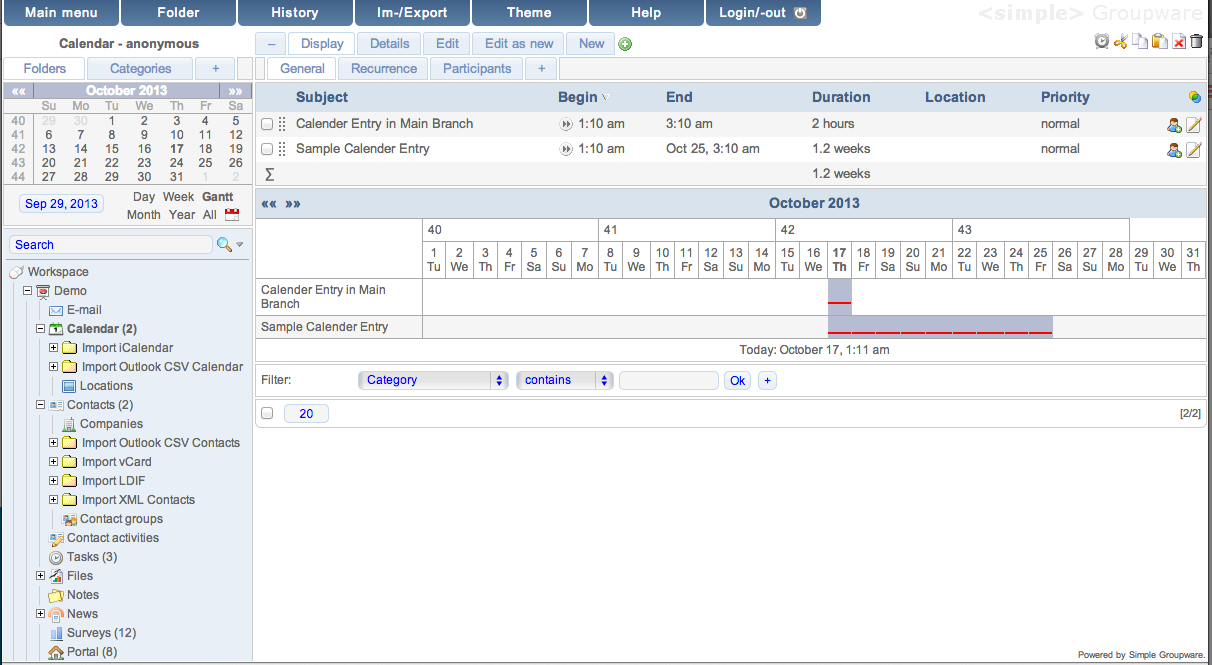 Main menu Folder History Im-/Export Theme Help Login/-out
<simple> Groupware
Calendar - anonymous
– Display Details Edit Edit as new New
Folders Categories +
General Recurrence Participants +
«« October 2013 »»
Su Mo Tu We Th Fr Sa
40 29 30 1 2 3 4 5
41 6 7 8 9 10 11 12
42 13 14 15 16 17 18 19
43 20 21 22 23 24 25 26
44 27 28 29 30 31 1 2
Sep 29, 2013
Day Week Gantt
Month Year All
Search
Workspace
Demo
E-mail
Calendar (2)
Import iCalendar
Import Outlook CSV Calendar
Locations
Contacts (2)
Companies
Import Outlook CSV Contacts
Import vCard
Import LDIF
Import XML Contacts
Contact groups
Contact activities
Tasks (3)
Files
Notes
News
Surveys (12)
Portal (8)
Subject Begin End Duration Location Priority
Calender Entry in Main Branch 1:10 am 3:10 am 2 hours normal
Sample Calender Entry 1:10 am Oct 25, 3:10 am 1.2 weeks normal
Σ 1.2 weeks
«« »» October 2013
40 41 42 43
1 2 3 4 5 6 7 8 9 10 11 12 13 14 15 16 17 18 19 20 21 22 23 24 25 26 27 28 29 30 31
Tu We Th Fr Sa Su Mo Tu We Th Fr Sa Su Mo Tu We Th Fr Sa Su Mo Tu We Th Fr Sa Su Mo Tu We Th
Calender Entry in Main
Branch
Sample Calender Entry
Today: October 17, 1:11 am
Filter: Category contains Ok +
20 [2/2]
Powered by Simple Groupware.